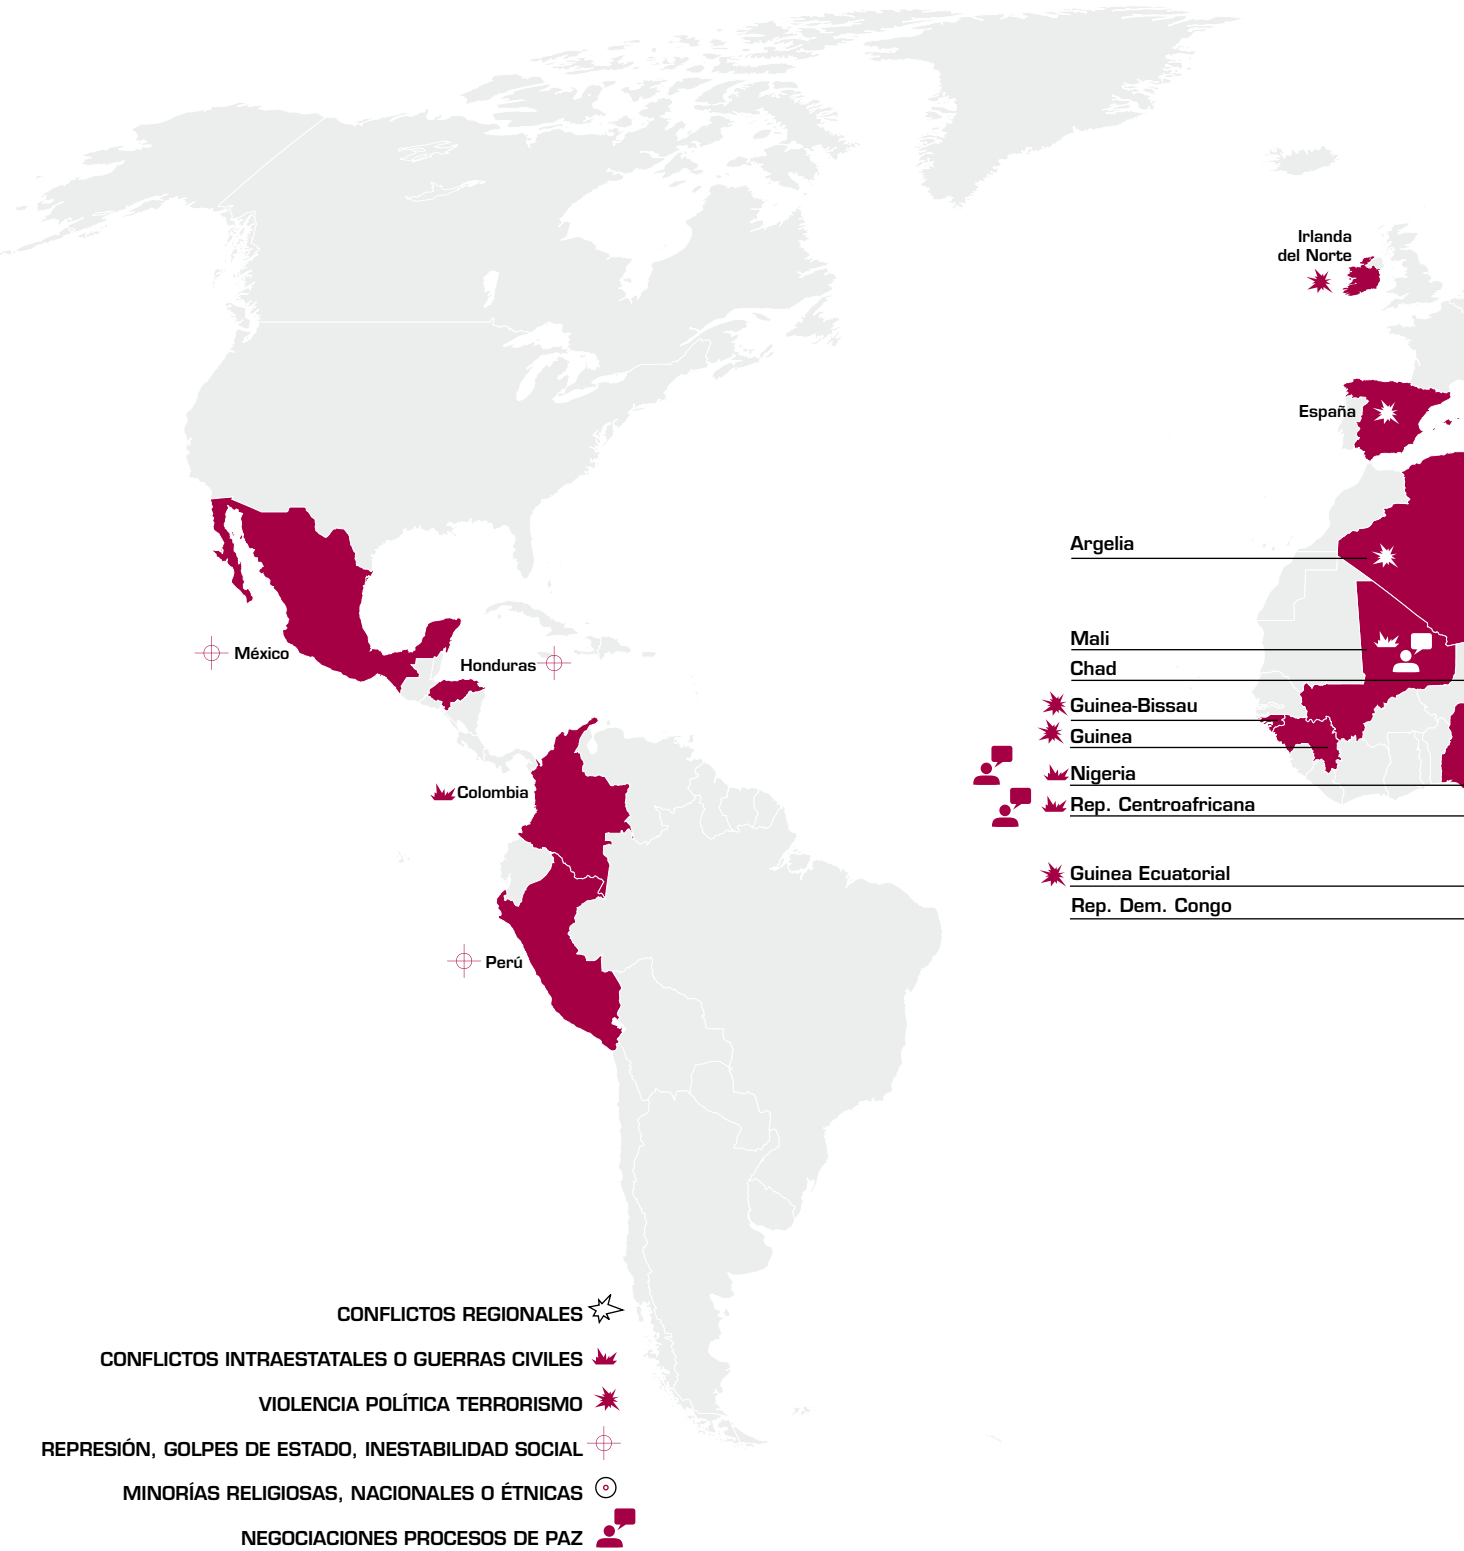 Irlanda
del Norte
España
Argelia
México
Honduras
Mali
Chad
Guinea-Bissau
Guinea
Nigeria
Colombia
Rep. Centroafricana
Guinea Ecuatorial
Rep. Dem. Congo
Perú
CONFLICTOS REGIONALES
CONFLICTOS INTRAESTATALES O GUERRAS CIVILES
VIOLENCIA POLÍTICA TERRORISMO
REPRESIÓN, GOLPES DE ESTADO, INESTABILIDAD SOCIAL
MINORÍAS RELIGIOSAS, NACIONALES O ÉTNICAS
NEGOCIACIONES PROCESOS DE PAZ